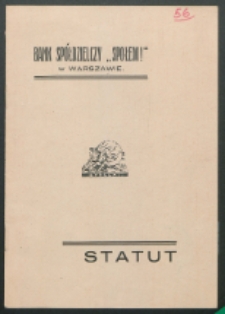 56
BANK SPÓŁDZIELCZY „SPOŁEM!"
w WARSZAWIE.
STATUT